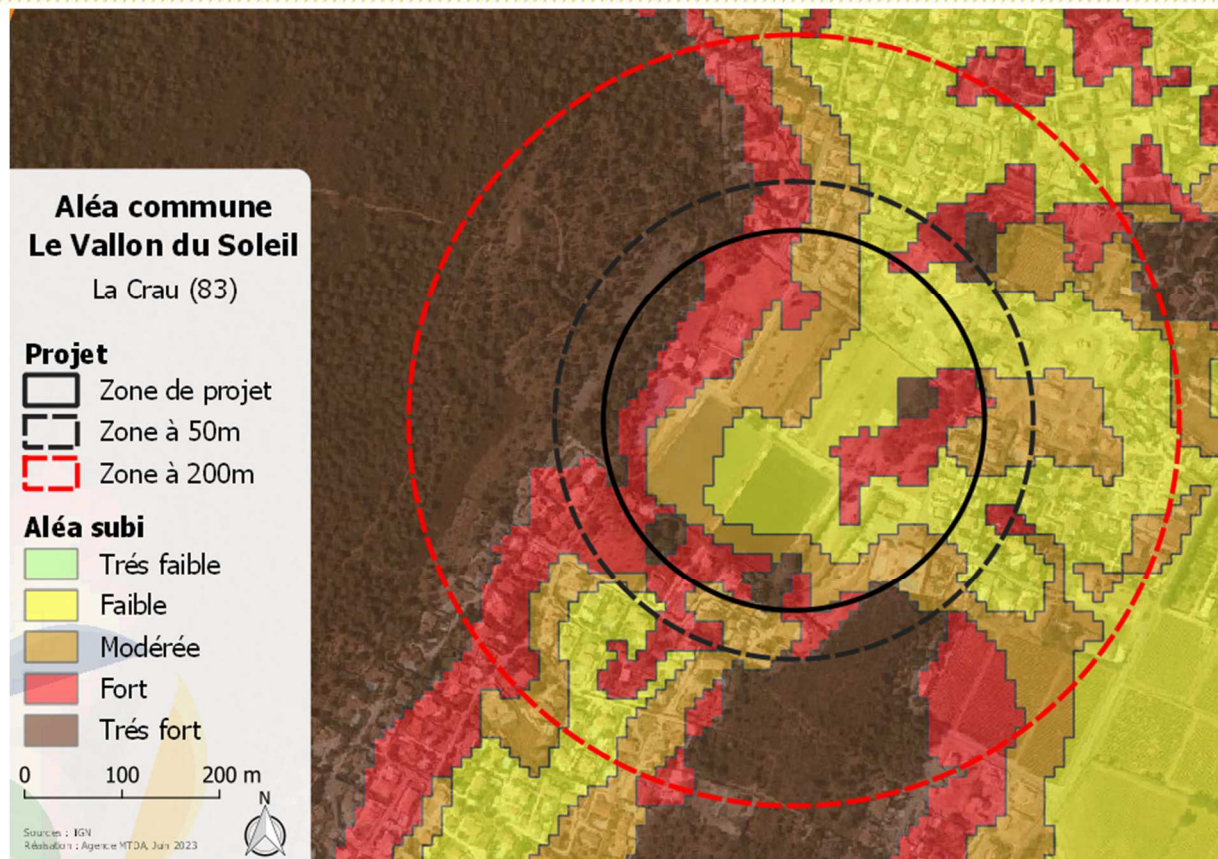 Aléa commune
Le Vallon du Soleil
La Crau (83)
Projet
Zone de projet
Zone à 50m
Zone à 200m
Aléa subi
Trés faible
Faible
Modérée
Fort
Trés fort
0 100 200 m
N
Sources : IGN
Réalisation : Agence MTDA, Juin 2023